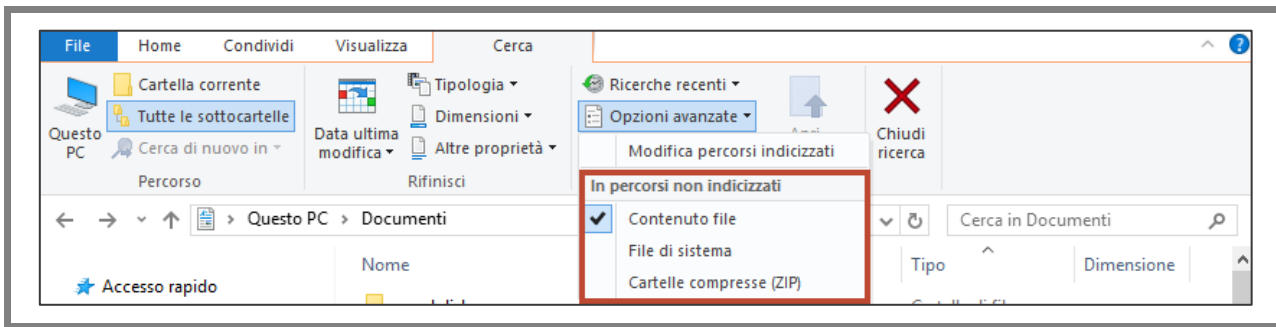 File Home Condividi Visualizza Cerca
Cartella corrente
Tutte le sottocartelle
Cerca di nuovo in
Questo PC
Percorso
Data ultima modifica
Tipologia
Dimensioni
Altre proprietà
Rifinisci
Ricerche recenti
Opzioni avanzate
Chiudi ricerca
Modifica percorsi indicizzati
In percorsi non indicizzati
Contenuto file
File di sistema
Cartelle compresse (ZIP)
Questo PC > Documenti
Cerca in Documenti
Nome Tipo Dimensione
Accesso rapido